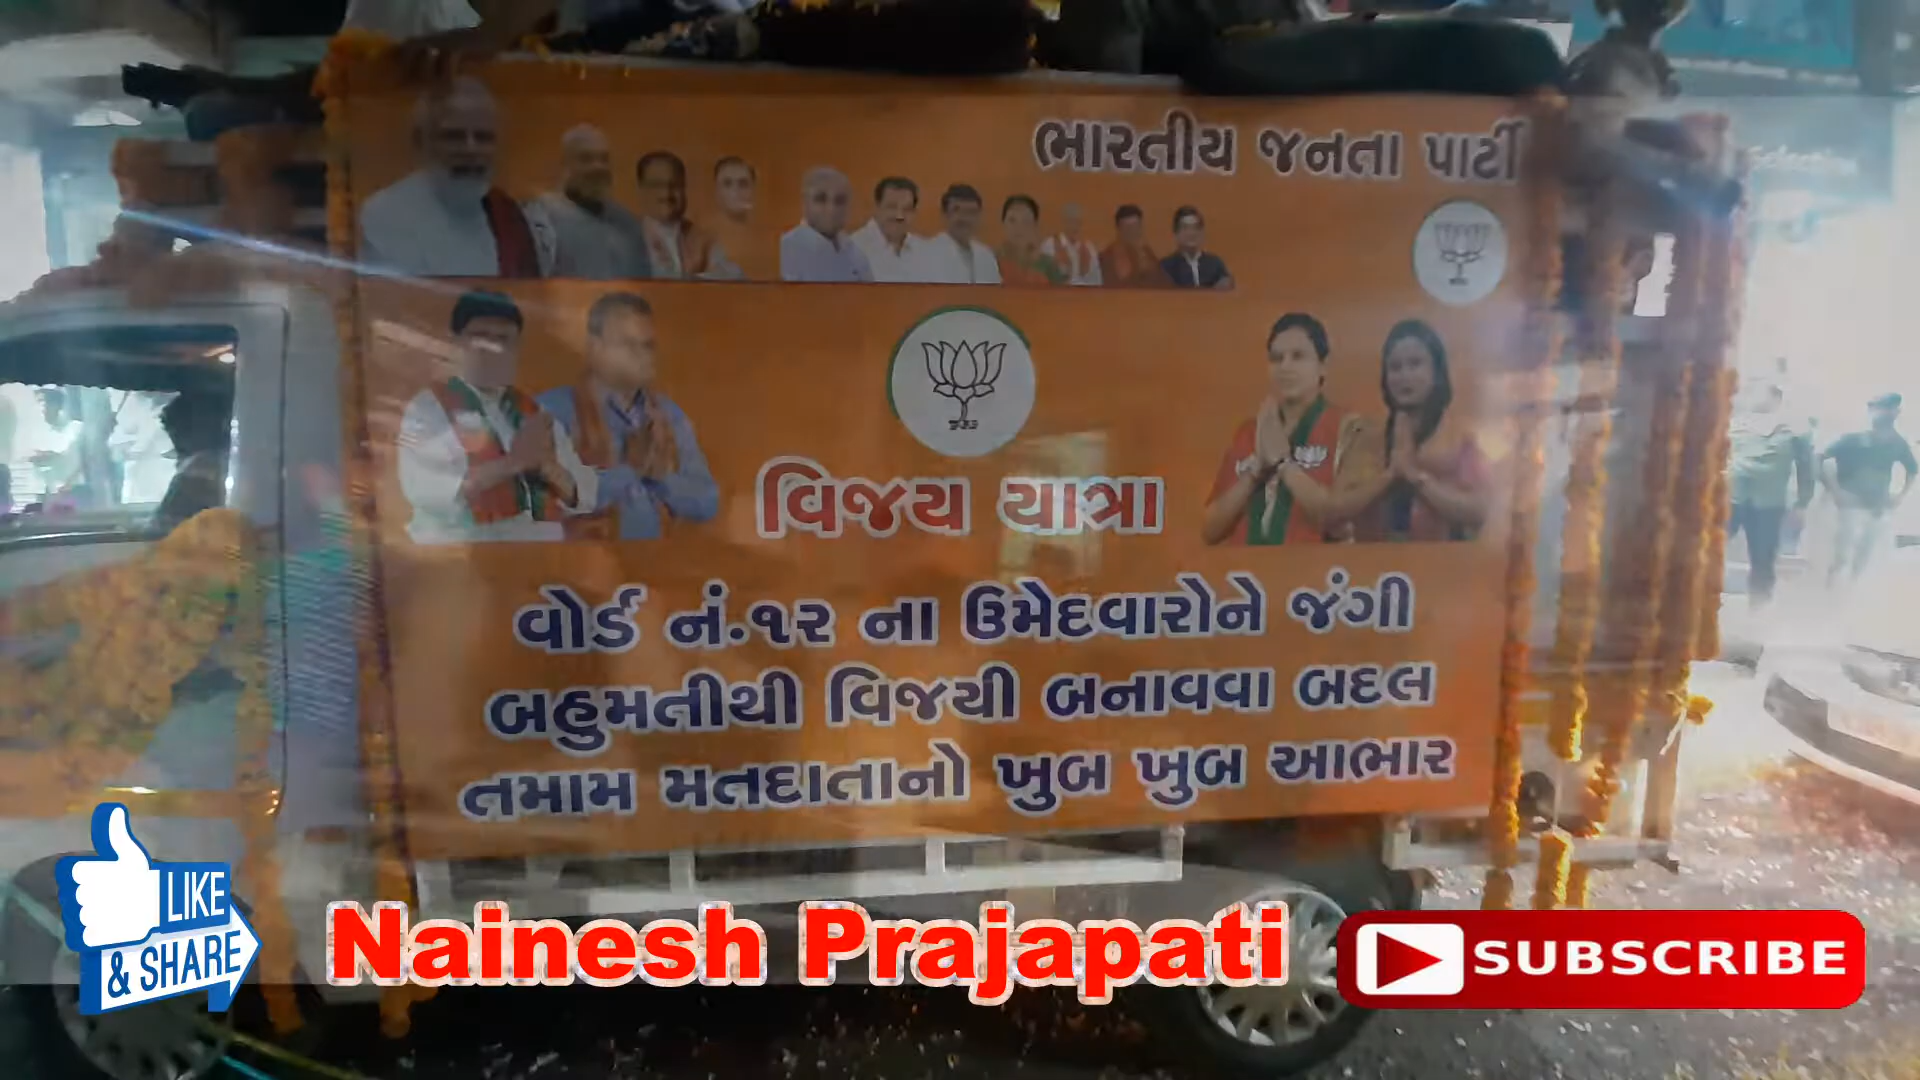 ભારતીય જનતા પાર્ટી
વિજય યાત્રા
વોર્ડ નં.૧૨ ના ઉમેદવારોને જંગી
બહુમતીથી વિજયી બનાવવા બદલ
તમામ મતદાતાનો ખુબ ખુબ આભાર
LIKE
& SHARE
Nainesh Prajapati
SUBSCRIBE